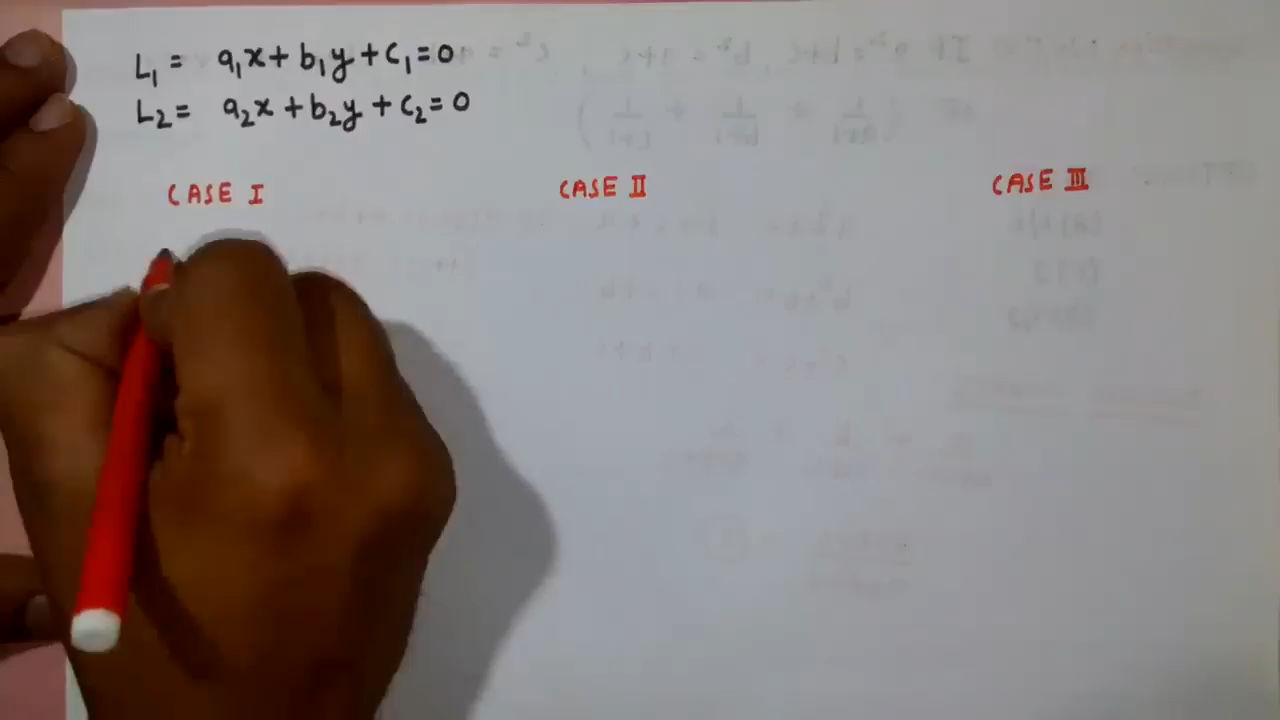 L₁ = a₁x + b₁y + c₁ = 0
L₂ = a₂x + b₂y + c₂ = 0
CASE I CASE II CASE III